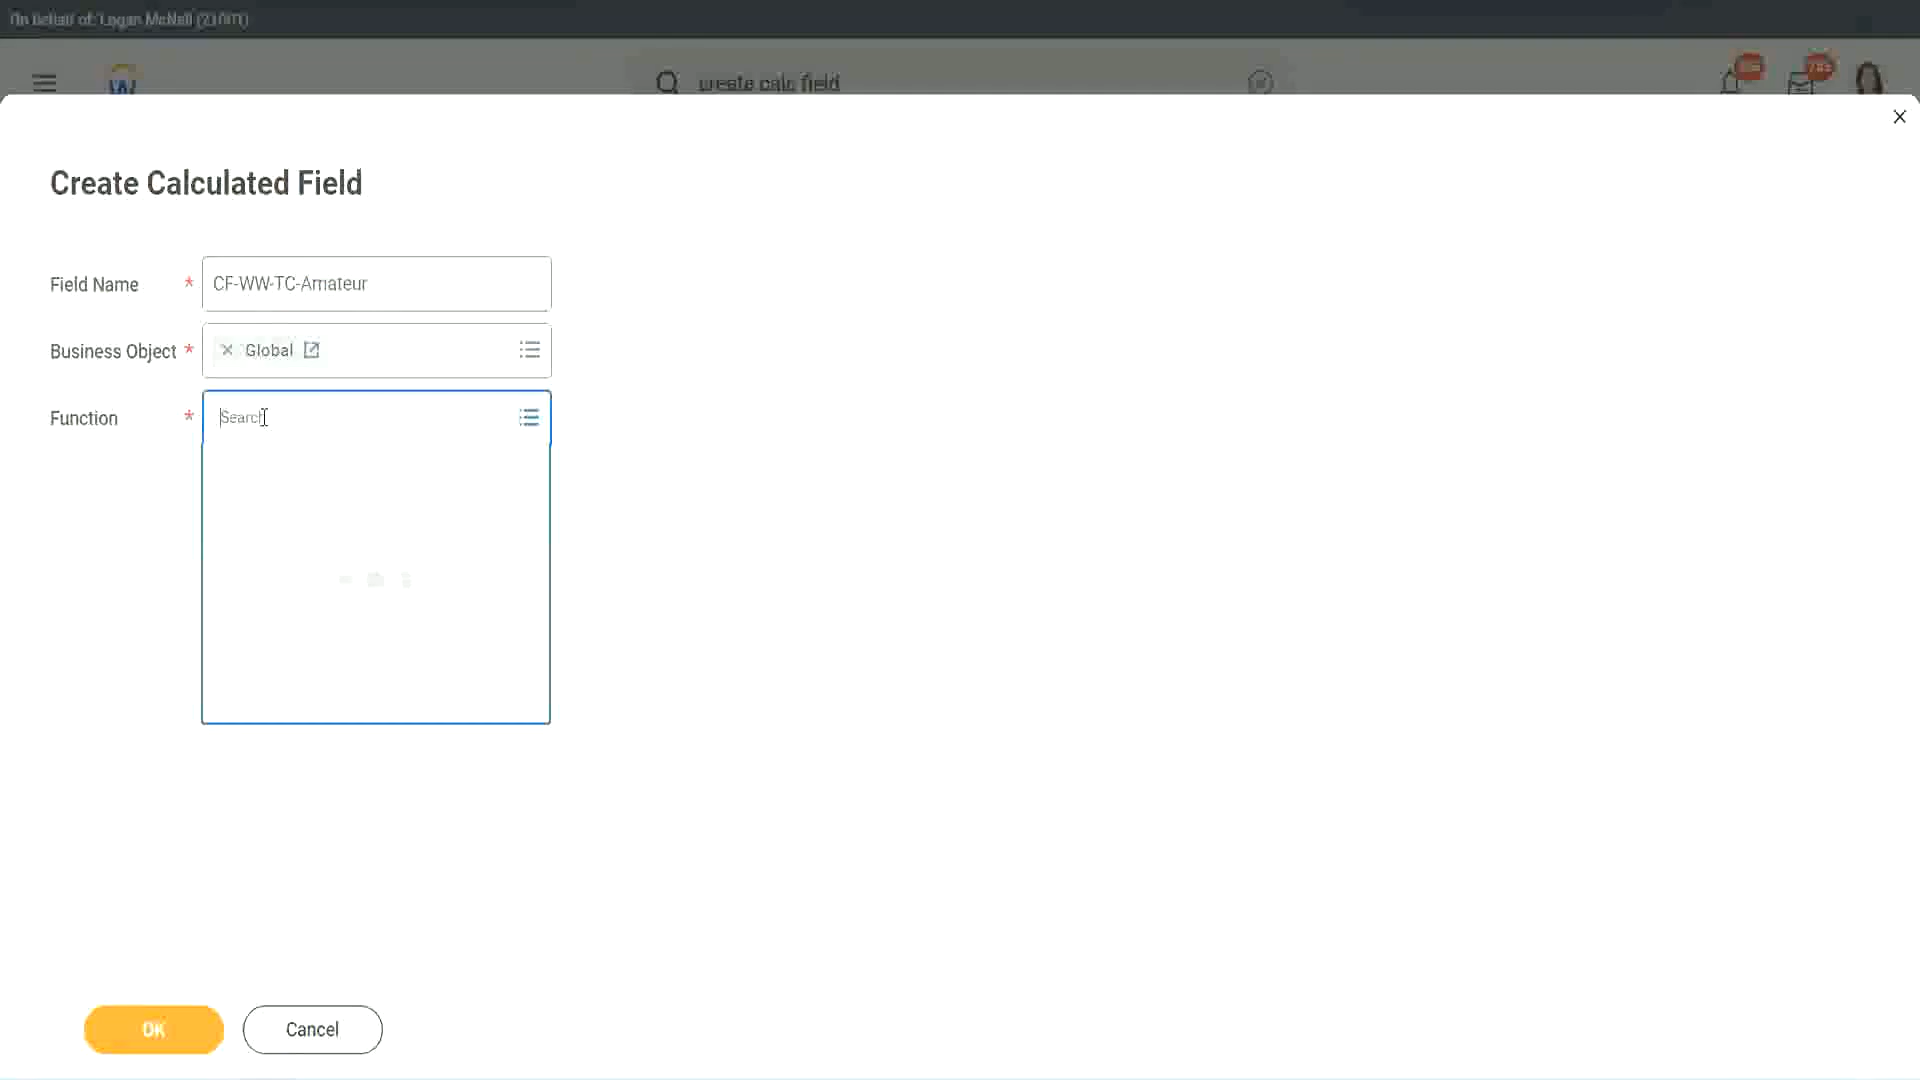 On behalf of: Logan McNeil (21001)
create calc field
Create Calculated Field
Field Name *
CF-WW-TC-Amateur
Business Object *
Global
Function *
Search
OK
Cancel